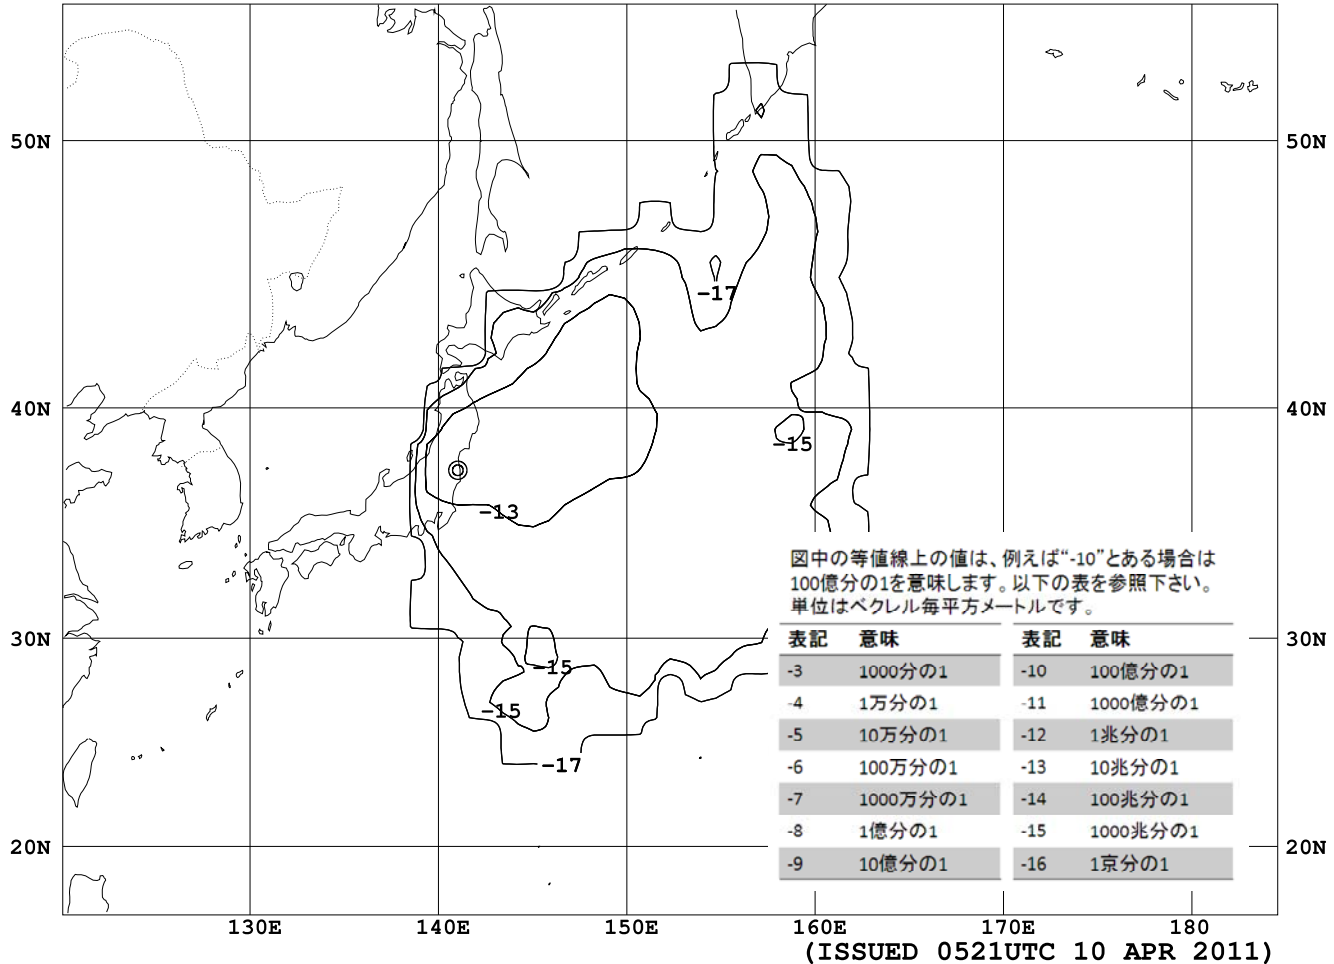 50N 50N
-17
40N 40N
-15
-13
図中の等値線上の値は、例えば“-10”とある場合は
100億分の1を意味します。以下の表を参照下さい。
単位はベクレル毎平方メートルです。
30N 30N
表記 意味 表記 意味
-3 1000分の1 -10 100億分の1
-15
-4 1万分の1 -11 1000億分の1
-15
-5 10万分の1 -12 1兆分の1
-17
-6 100万分の1 -13 10兆分の1
-7 1000万分の1 -14 100兆分の1
-8 1億分の1 -15 1000兆分の1
20N 20N
-9 10億分の1 -16 1京分の1
130E 140E 150E 160E 170E 180
(ISSUED 0521UTC 10 APR 2011)